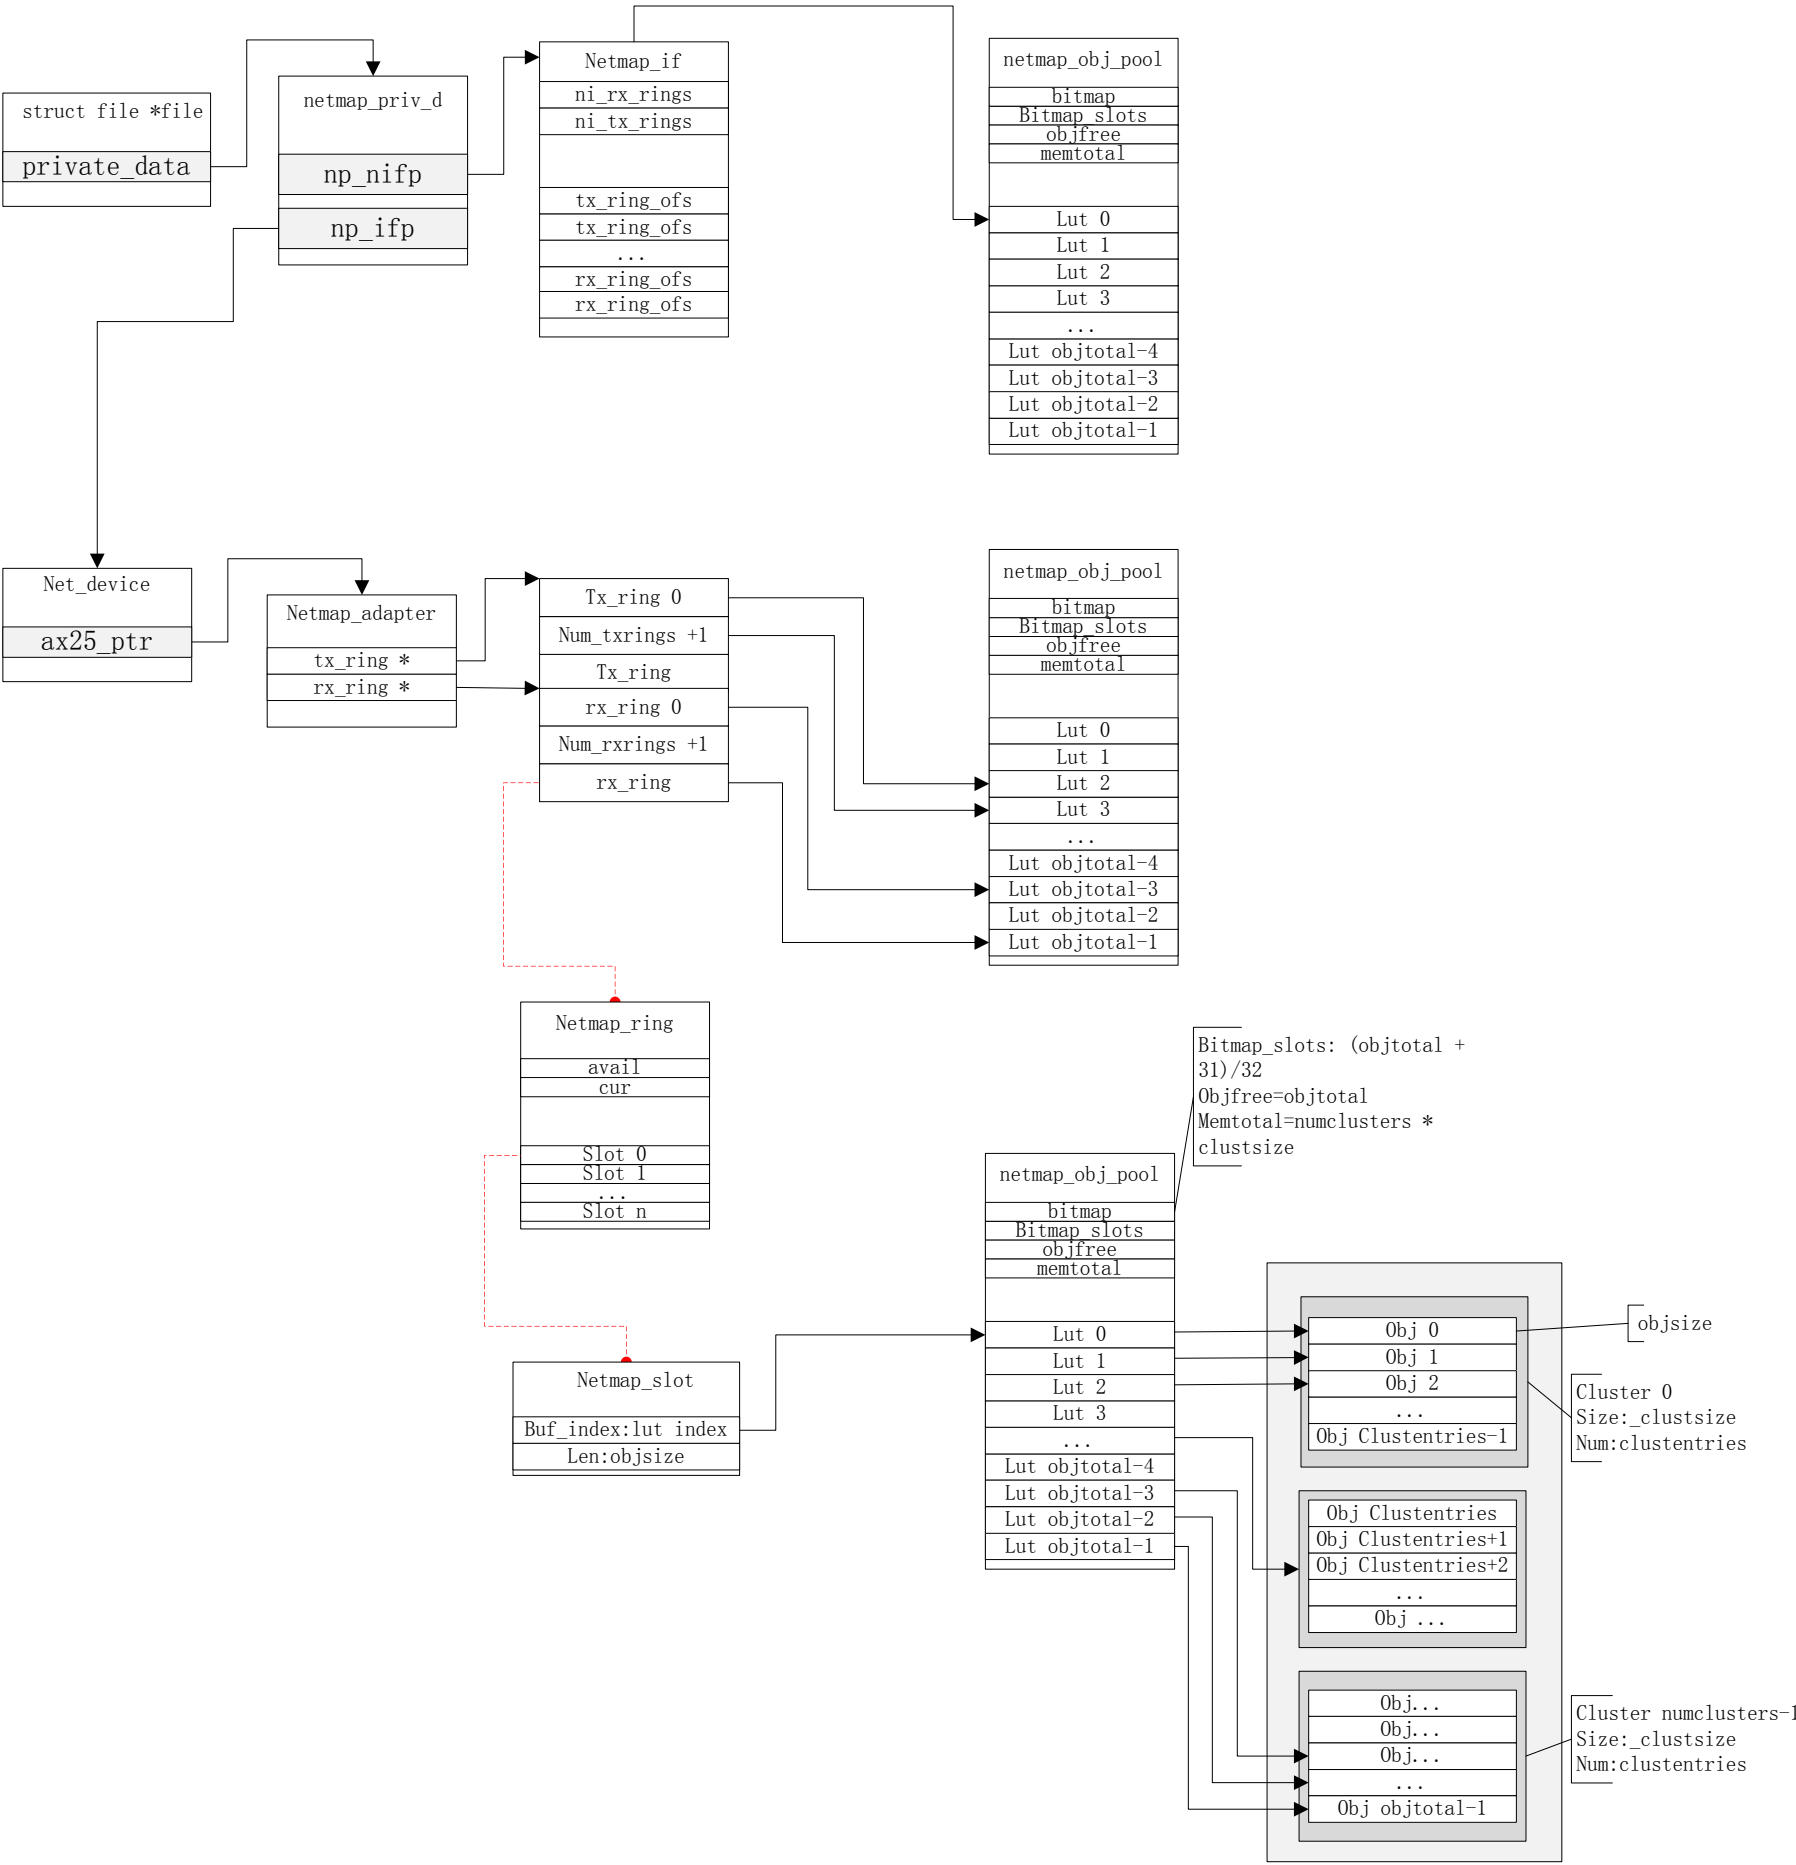 struct file *file
private_data
netmap_priv_d
np_nifp
np_ifp
Netmap_if
ni_rx_rings
ni_tx_rings
tx_ring_ofs
tx_ring_ofs
...
rx_ring_ofs
rx_ring_ofs
netmap_obj_pool
bitmap
Bitmap_slots
objfree
memtotal
Lut 0
Lut 1
Lut 2
Lut 3
...
Lut objtotal-4
Lut objtotal-3
Lut objtotal-2
Lut objtotal-1
Net_device
ax25_ptr
Netmap_adapter
tx_ring *
rx_ring *
Tx_ring 0
Num_txrings +1
Tx_ring
rx_ring 0
Num_rxrings +1
rx_ring
netmap_obj_pool
bitmap
Bitmap_slots
objfree
memtotal
Lut 0
Lut 1
Lut 2
Lut 3
...
Lut objtotal-4
Lut objtotal-3
Lut objtotal-2
Lut objtotal-1
Netmap_ring
avail
cur
Slot 0
Slot 1
...
Slot n
Netmap_slot
Buf_index:lut index
Len:objsize
Bitmap_slots: (objtotal +
31)/32
Objfree=objtotal
Memtotal=numclusters *
clustsize
netmap_obj_pool
bitmap
Bitmap_slots
objfree
memtotal
Lut 0
Lut 1
Lut 2
Lut 3
...
Lut objtotal-4
Lut objtotal-3
Lut objtotal-2
Lut objtotal-1
Obj 0
Obj 1
Obj 2
...
Obj Clustentries-1
objsize
Cluster 0
Size:_clustsize
Num:clustentries
Obj Clustentries
Obj Clustentries+1
Obj Clustentries+2
...
Obj ...
Obj...
Obj...
Obj...
...
Obj objtotal-1
Cluster numclusters-1
Size:_clustsize
Num:clustentries